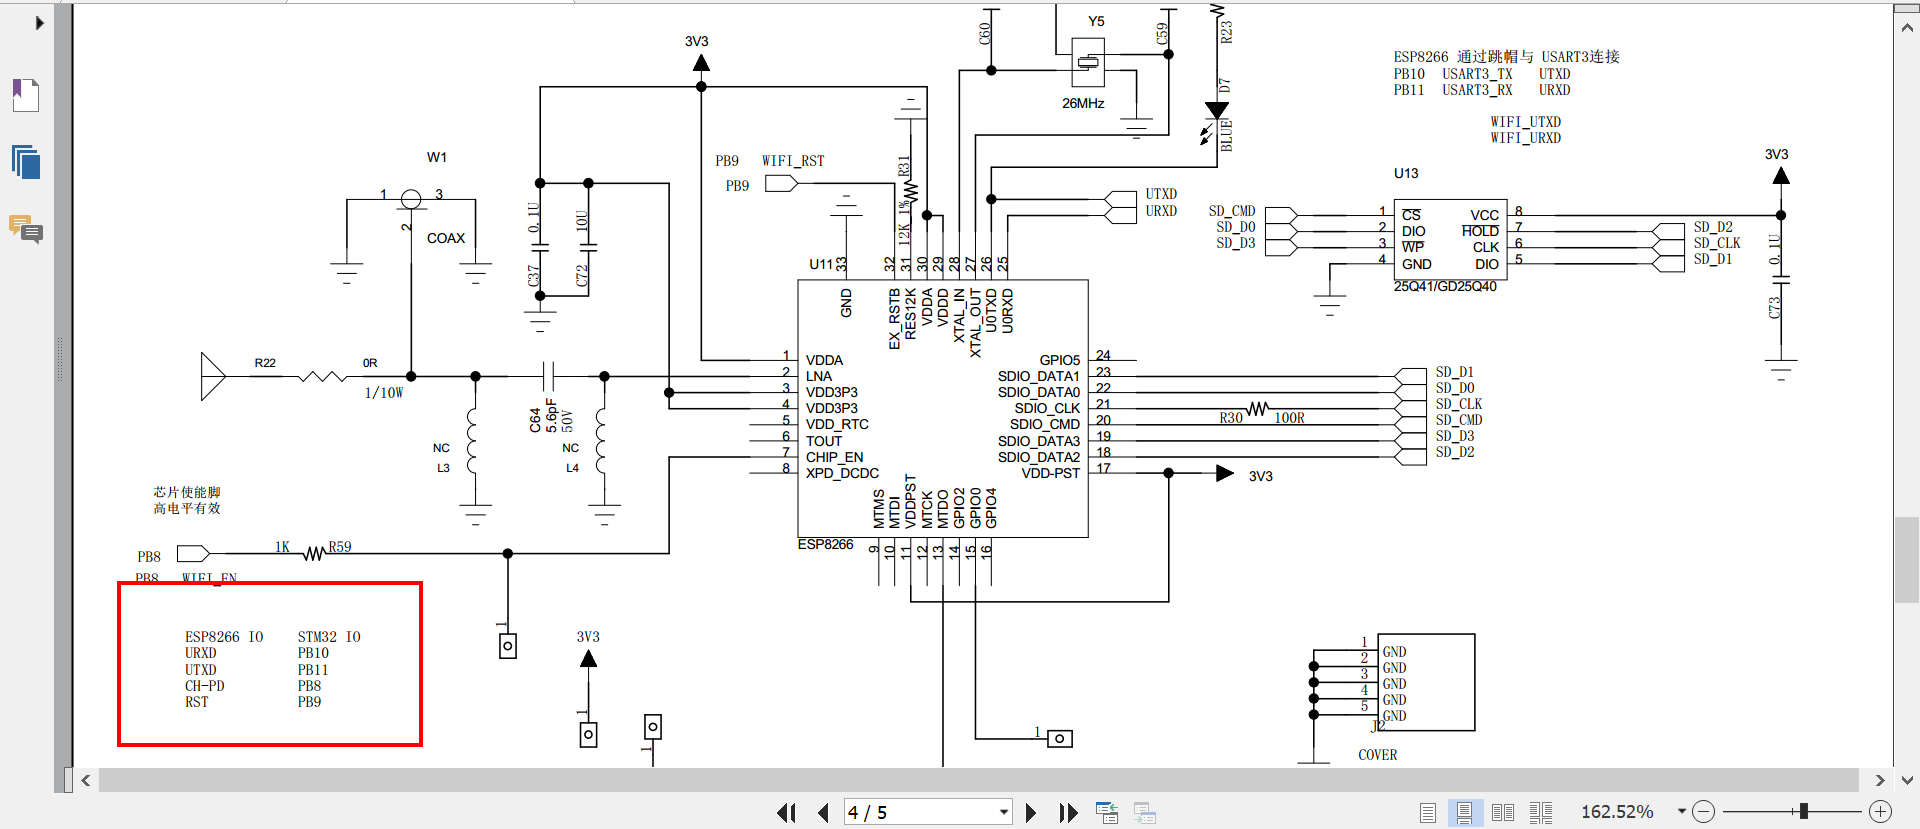 3V3
C60
Y5
C59
R23
26MHz
D7
BLUE
ESP8266 通过跳帽与 USART3连接
PB10 USART3_TX UTXD
PB11 USART3_RX URXD
WIFI_UTXD
WIFI_URXD
W1
1
3
2
COAX
0.1U
10U
C37
C72
PB9 WIFI_RST
PB9
R31
12K 1%
UTXD
URXD
U13
3V3
SD_CMD
SD_D0
SD_D3
1 CS VCC 8
2 DIO HOLD 7
3 WP CLK 6
4 GND DIO 5
25Q41/GD25Q40
SD_D2
SD_CLK
SD_D1
0.1U
C73
U11
33
32
31
30
29
28
27
26
25
GND
EX_RSTB
RES12K
VDDA
VDDD
XTAL_IN
XTAL_OUT
U0TXD
U0RXD
1 VDDA
2 LNA
3 VDD3P3
4 VDD3P3
5 VDD_RTC
6 TOUT
7 CHIP_EN
8 XPD_DCDC
GPIO5 24
SDIO_DATA1 23
SDIO_DATA0 22
SDIO_CLK 21
SDIO_CMD 20
SDIO_DATA3 19
SDIO_DATA2 18
VDD-PST 17
MTMS
MTDI
VDDPST
MTCK
MTDO
GPIO2
GPIO0
GPIO4
9
10
11
12
13
14
15
16
ESP8266
SD_D1
SD_D0
SD_CLK
SD_CMD
SD_D3
SD_D2
R30 100R
3V3
R22
0R
1/10W
C64
5.6pF
50V
NC
L3
NC
L4
芯片使能脚
高电平有效
PB8
1K
R59
PB8 WIFI_EN
ESP8266 IO STM32 IO
URXD PB10
UTXD PB11
CH-PD PB8
RST PB9
1
3V3
1
1
1
1 GND
2 GND
3 GND
4 GND
5 GND
J2
COVER
4 / 5
162.52%